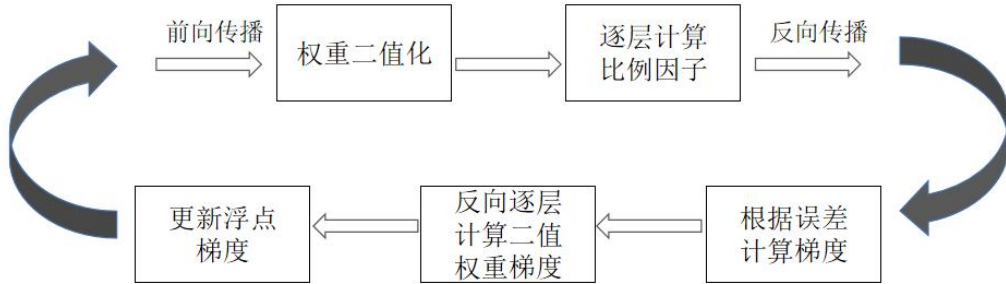 前向传播
权重二值化
逐层计算
比例因子
反向传播
根据误差
计算梯度
反向逐层
计算二值
权重梯度
更新浮点
梯度